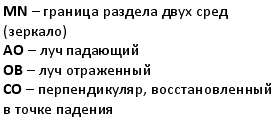 MN – граница раздела двух сред
(зеркало)
AO – луч падающий
OB – луч отраженный
CO – перпендикуляр, восстановленный
в точке падения